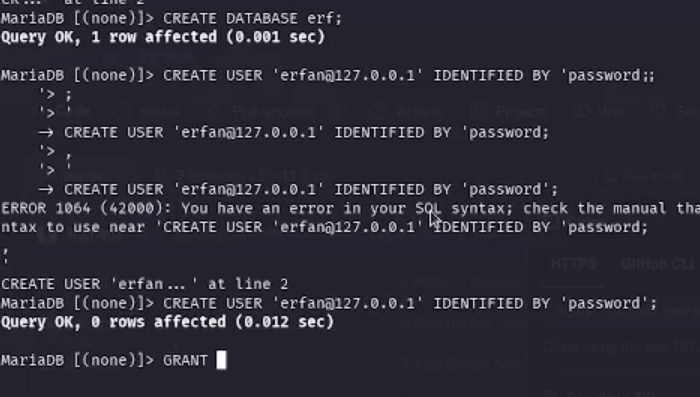 MariaDB [(none)]> CREATE DATABASE erf;
Query OK, 1 row affected (0.001 sec)
MariaDB [(none)]> CREATE USER 'erfan@127.0.0.1' IDENTIFIED BY 'password;;
'> ;
'> '
→ CREATE USER 'erfan@127.0.0.1' IDENTIFIED BY 'password;
'> ,
'> '
→ CREATE USER 'erfan@127.0.0.1' IDENTIFIED BY 'password';
ERROR 1064 (42000): You have an error in your SQL syntax; check the manual tha
ntax to use near 'CREATE USER 'erfan@127.0.0.1' IDENTIFIED BY 'password;
,
'
CREATE USER 'erfan...' at line 2
MariaDB [(none)]> CREATE USER 'erfan@127.0.0.1' IDENTIFIED BY 'password';
Query OK, 0 rows affected (0.012 sec)
MariaDB [(none)]> GRANT